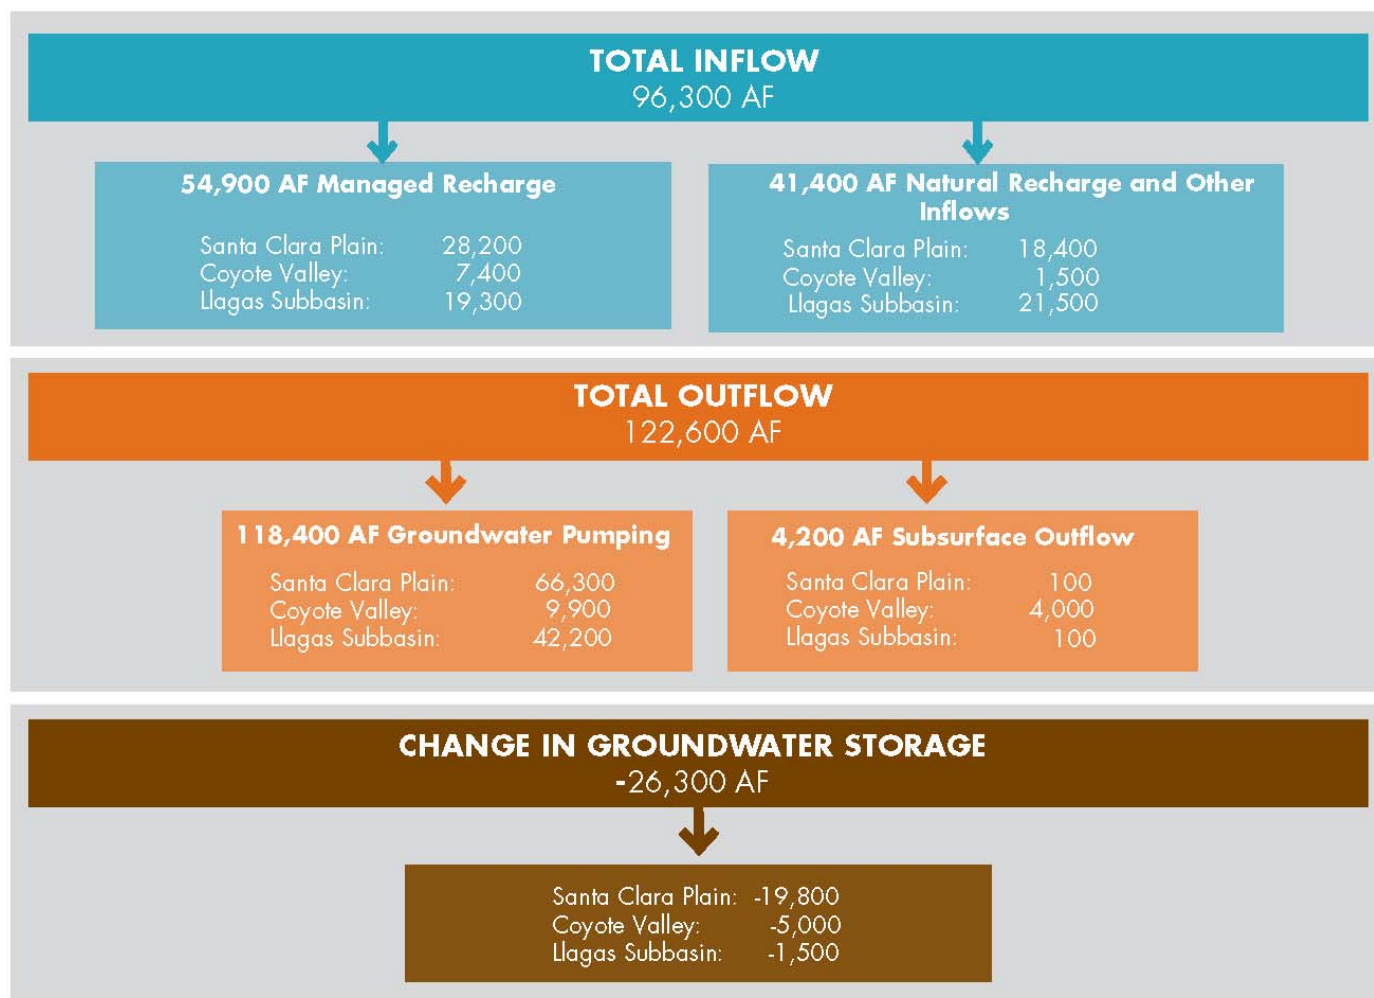 TOTAL INFLOW
96,300 AF
54,900 AF Managed Recharge
Santa Clara Plain: 28,200
Coyote Valley: 7,400
Llagas Subbasin: 19,300
41,400 AF Natural Recharge and Other
Inflows
Santa Clara Plain: 18,400
Coyote Valley: 1,500
Llagas Subbasin: 21,500
TOTAL OUTFLOW
122,600 AF
118,400 AF Groundwater Pumping
Santa Clara Plain: 66,300
Coyote Valley: 9,900
Llagas Subbasin: 42,200
4,200 AF Subsurface Outflow
Santa Clara Plain: 100
Coyote Valley: 4,000
Llagas Subbasin: 100
CHANGE IN GROUNDWATER STORAGE
-26,300 AF
Santa Clara Plain: -19,800
Coyote Valley: -5,000
Llagas Subbasin: -1,500